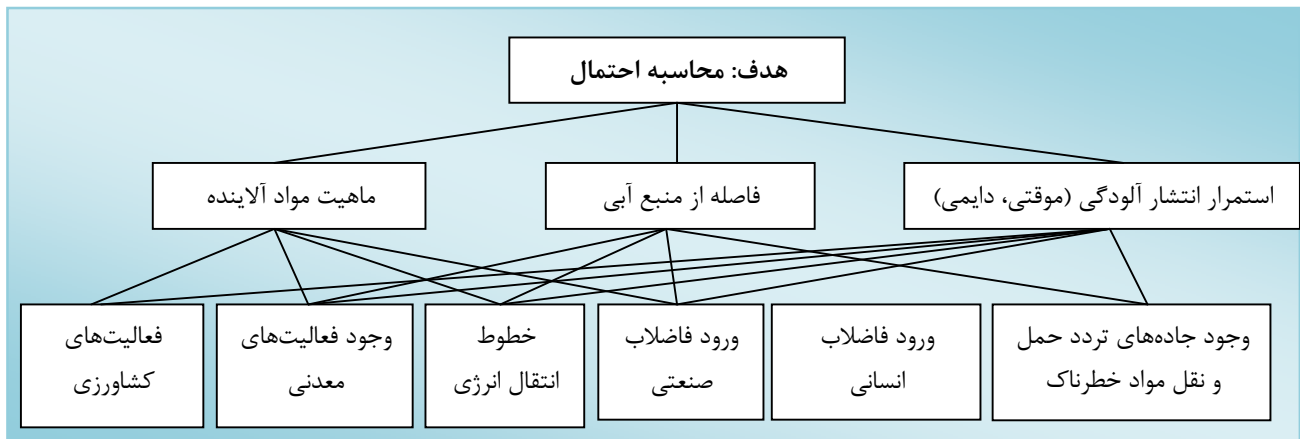 هدف: محاسبه احتمال
استمرار انتشار آلودگی (موقتی، دایمی)
فاصله از منبع آبی
ماهیت مواد آلاینده
وجود جاده‌های تردد حمل
و نقل مواد خطرناک
ورود فاضلاب
انسانی
ورود فاضلاب
صنعتی
خطوط
انتقال انرژی
وجود فعالیت‌های
معدنی
فعالیت‌های
کشاورزی